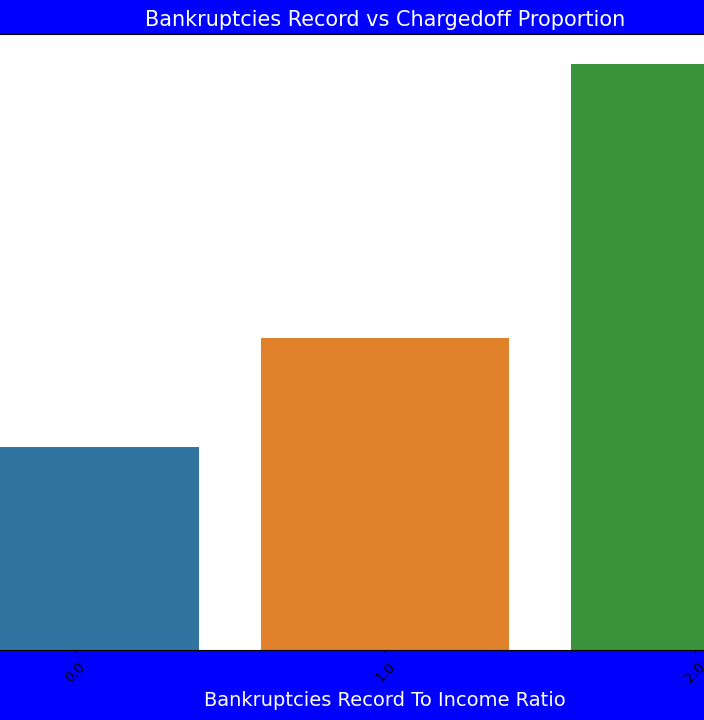 Bankruptcies Record vs Chargedoff Proportion
0.0
1.0
2.0
Bankruptcies Record To Income Ratio